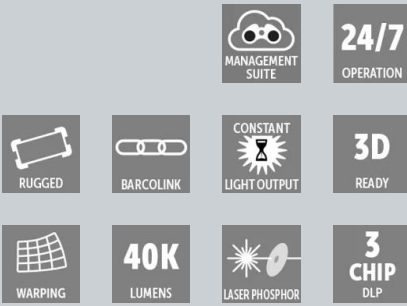 MANAGEMENT
SUITE
24/7
OPERATION
RUGGED
BARCOLINK
CONSTANT
LIGHT OUTPUT
3D
READY
WARPING
40K
LUMENS
LASER PHOSPHOR
3
CHIP
DLP